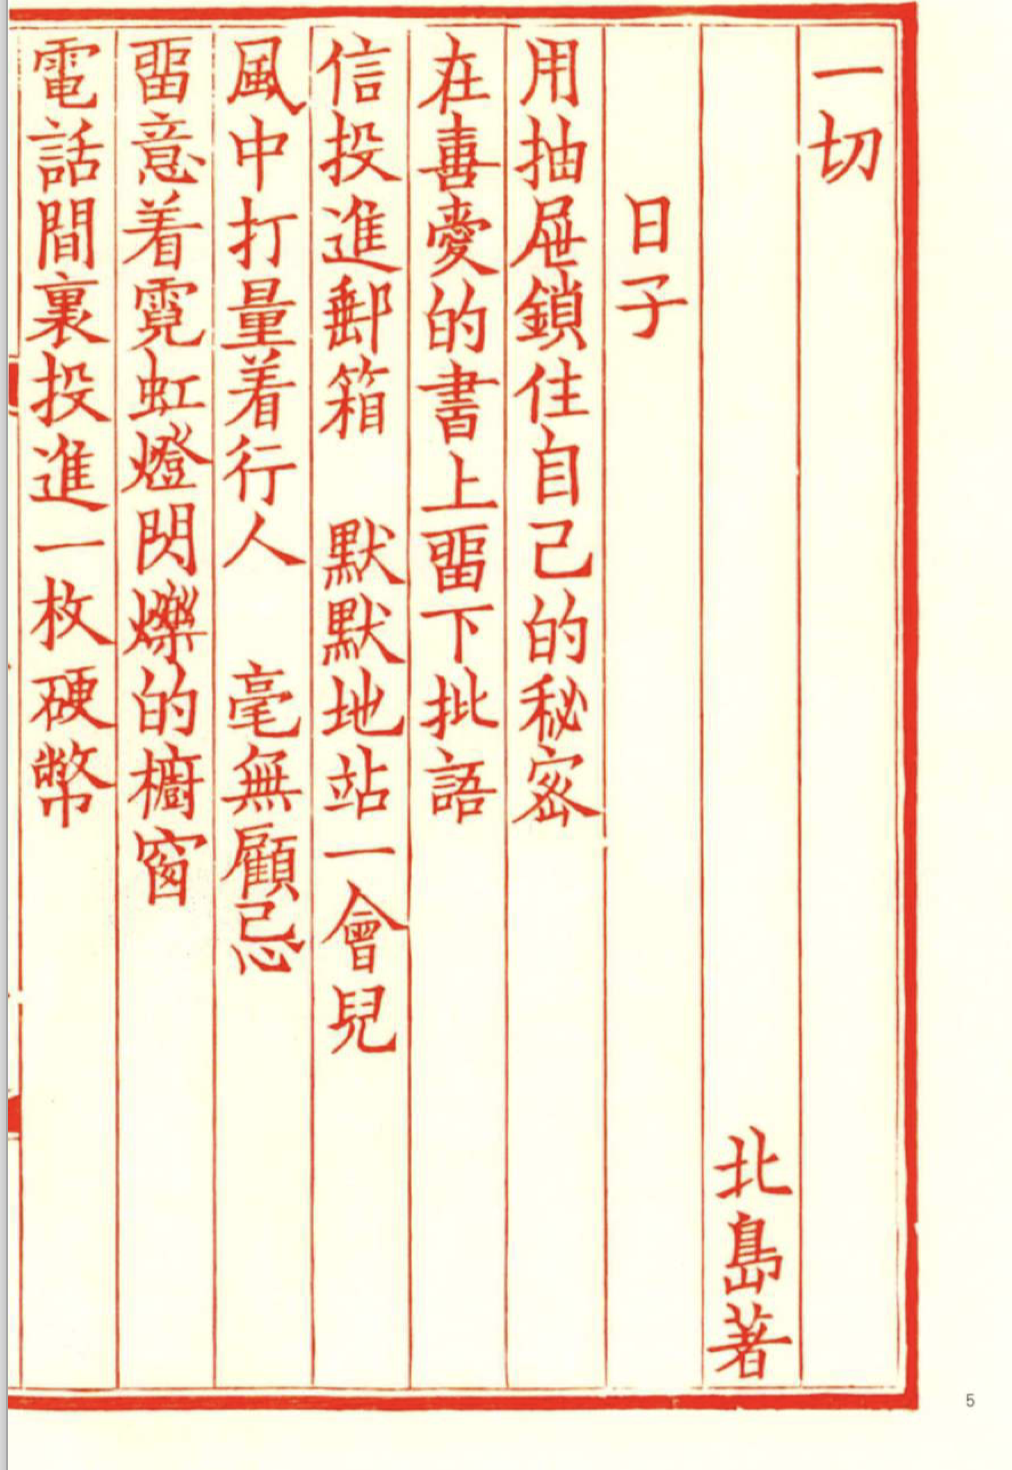 一切
北島著
日子
用抽屜鎖住自己的秘密
在喜愛的書上畱下批語
信投進郵箱　默默地站一會兒
風中打量着行人　毫無顧忌
畱意着霓虹燈閃爍的櫥窗
電話間裏投進一枚硬幣
5